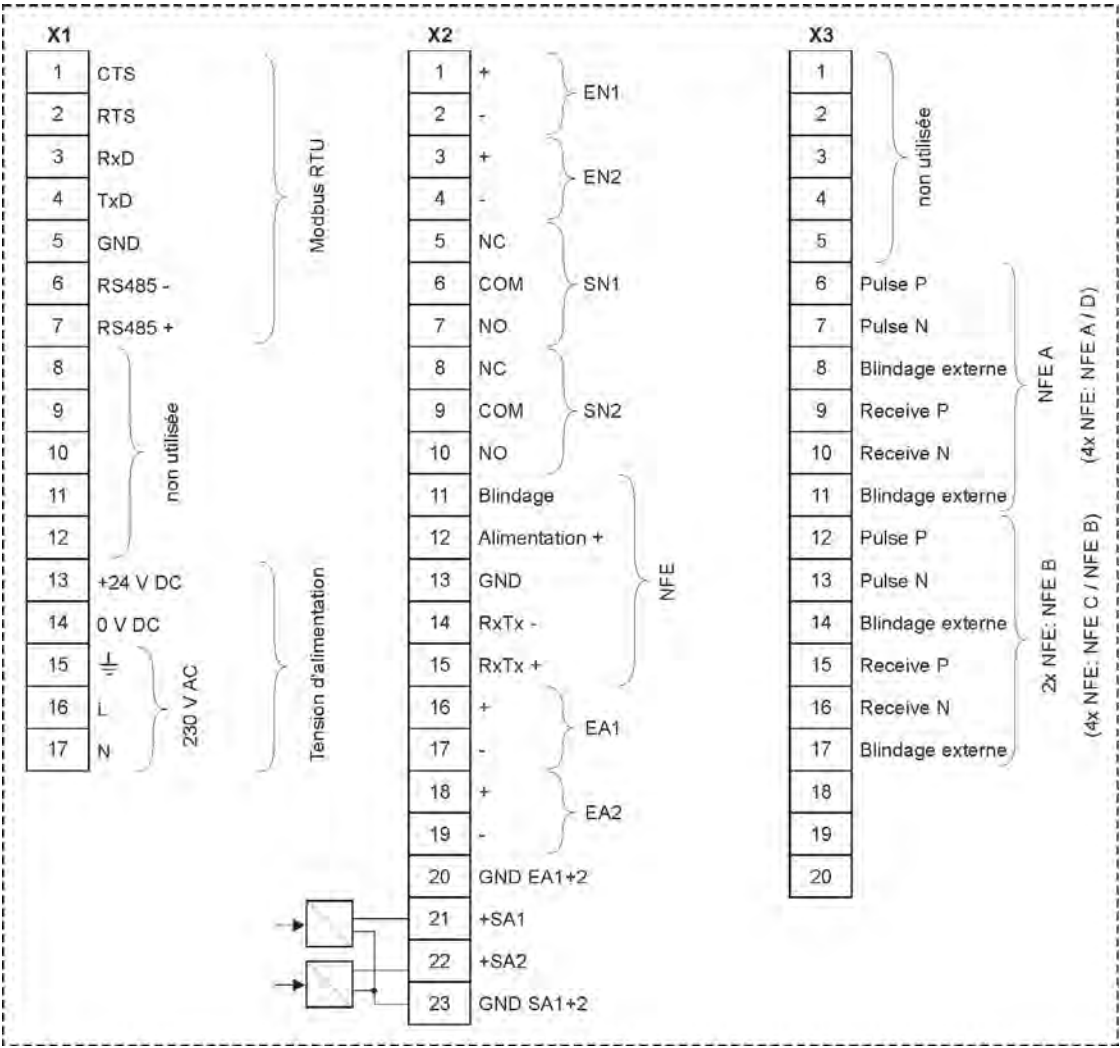 X1
1 CTS
2 RTS
3 RxD
4 TxD
5 GND
6 RS485 -
7 RS485 +
Modbus RTU
8
9
10
11
12
non utilisée
13 +24 V DC
14 0 V DC
15
16 L
17 N
230 V AC
Tensión d'alimentation
X2
1 +
2 -
EN1
3 +
4 -
EN2
5 NC
6 COM
7 NO
SN1
8 NC
9 COM
10 NO
SN2
11 Blindage
12 Alimentation +
13 GND
14 RxTx -
15 RxTx +
NFE
16 +
17 -
EA1
18 +
19 -
EA2
20 GND EA1+2
21 +SA1
22 +SA2
23 GND SA1+2
X3
1
2
3
4
5
non utilisée
6 Pulse P
7 Pulse N
8 Blindage externe
9 Receive P
10 Receive N
11 Blindage externe
NFE A
(4x NFE: NFE A / D)
12 Pulse P
13 Pulse N
14 Blindage externe
15 Receive P
16 Receive N
17 Blindage externe
2x NFE: NFE B
(4x NFE: NFE C / NFE B)
18
19
20